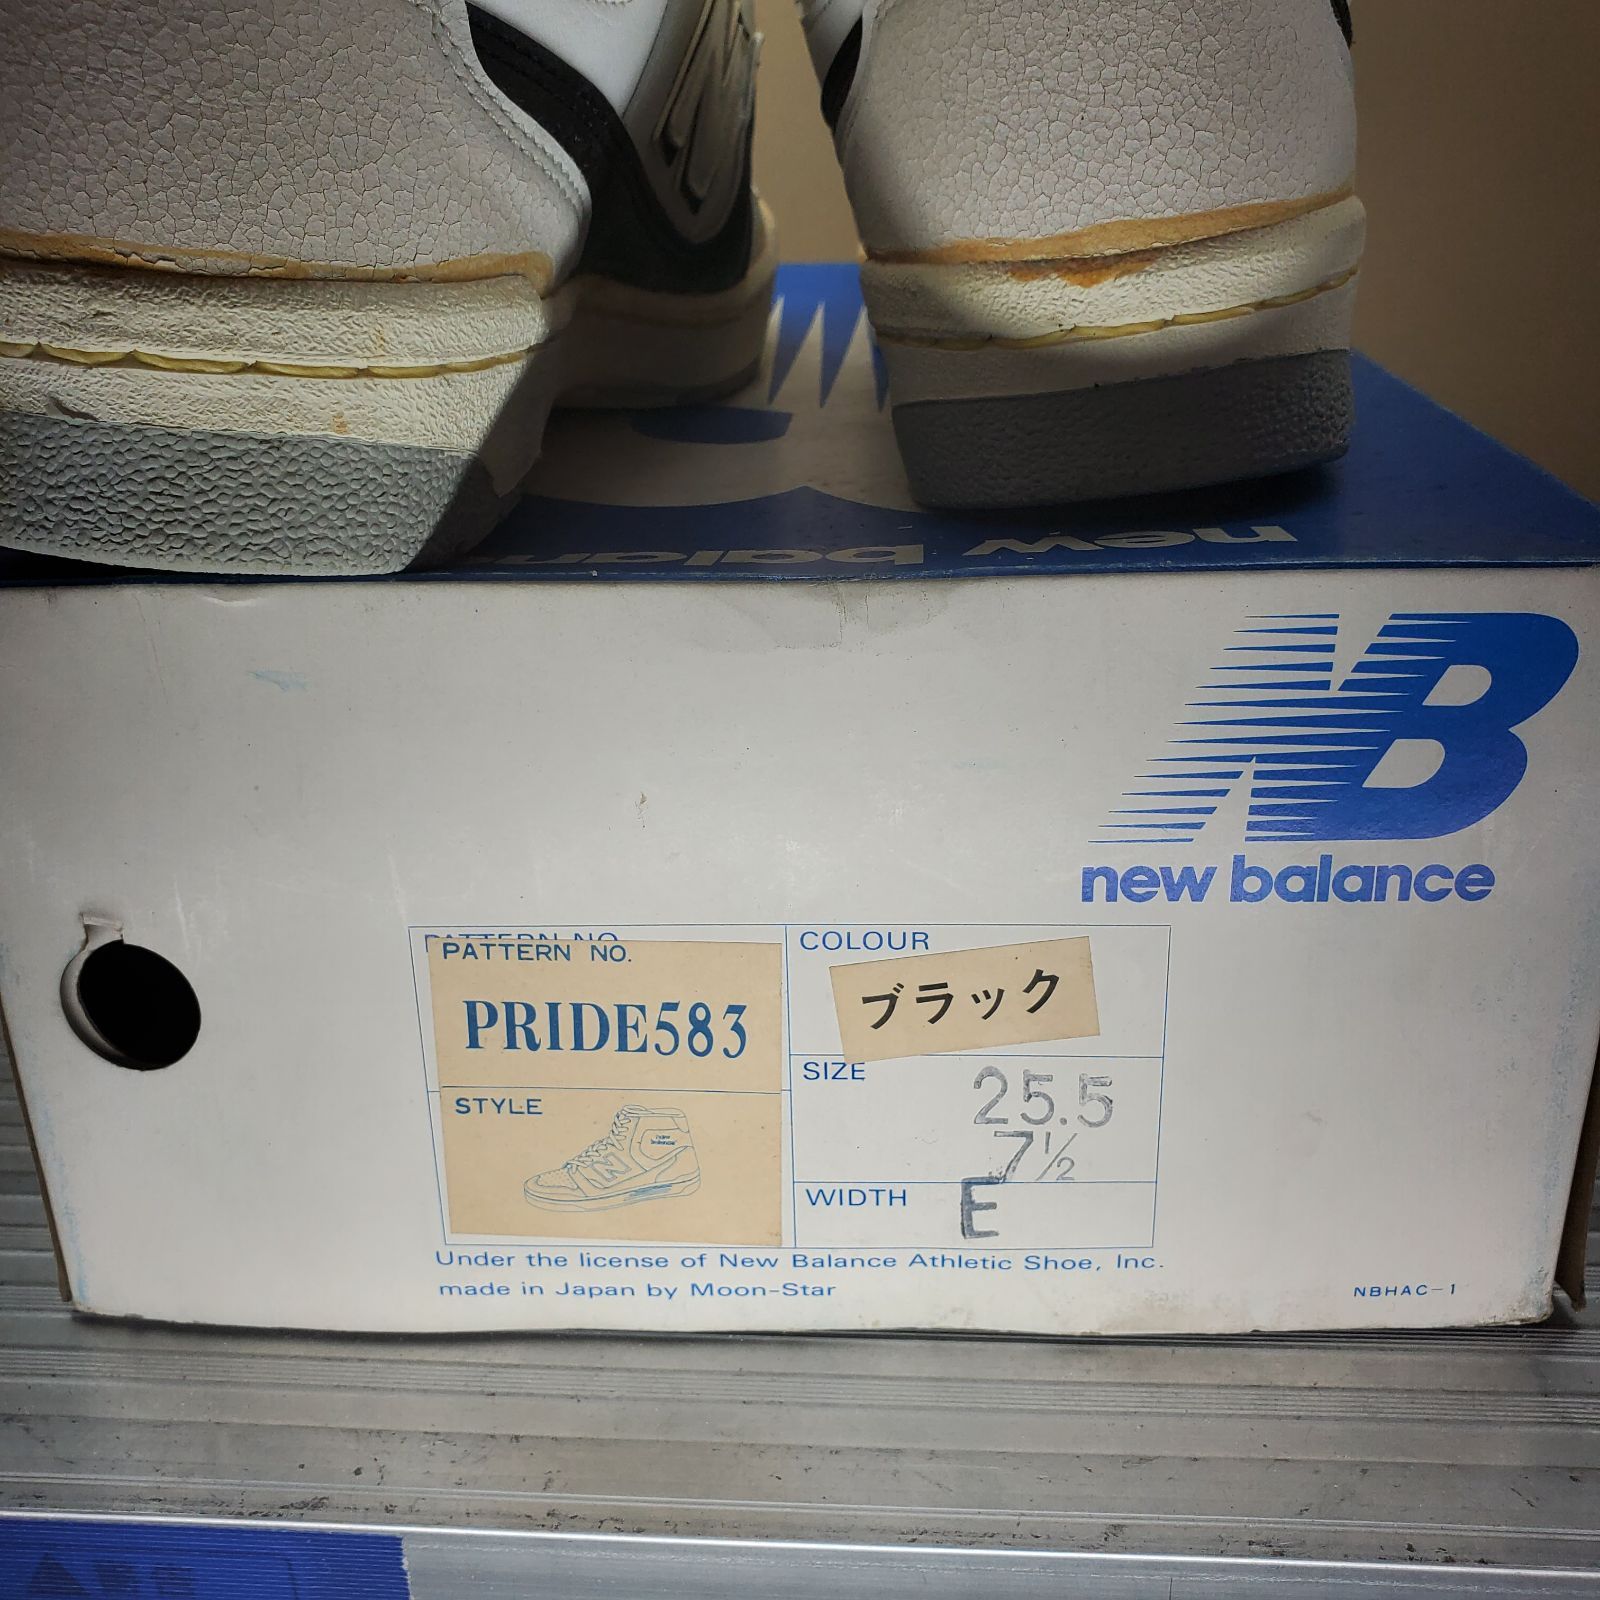 new balance
NB
new balance
PATTERN NO.
PATTERN NO.
PRIDE583
COLOUR
ブラック
SIZE
25.5
7½
STYLE
new balance
N
WIDTH
E
Under the license of New Balance Athletic Shoe, Inc.
made in Japan by Moon-Star
NBHAC-1